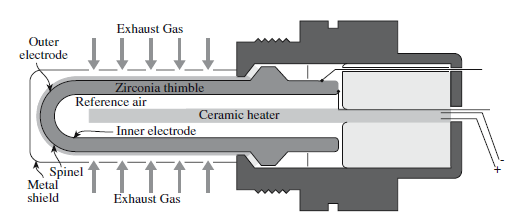 Exhaust Gas
Outer
electrode
Zirconia thimble
Reference air
Ceramic heater
Inner electrode
Spinel
Metal
shield
Exhaust Gas
-
+